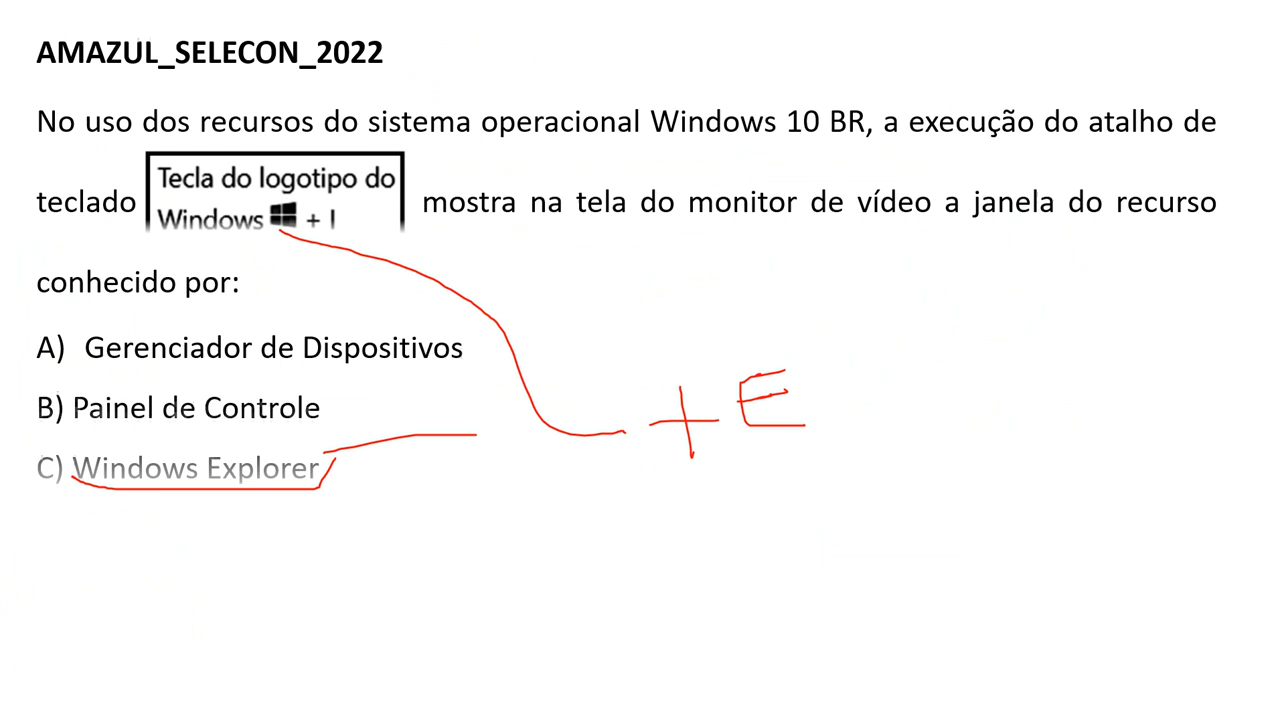 AMAZUL_SELECON_2022
No uso dos recursos do sistema operacional Windows 10 BR, a execução do atalho de
teclado Tecla do logotipo do Windows + I mostra na tela do monitor de vídeo a janela do recurso
conhecido por:
A) Gerenciador de Dispositivos
B) Painel de Controle
+ E
C) Windows Explorer